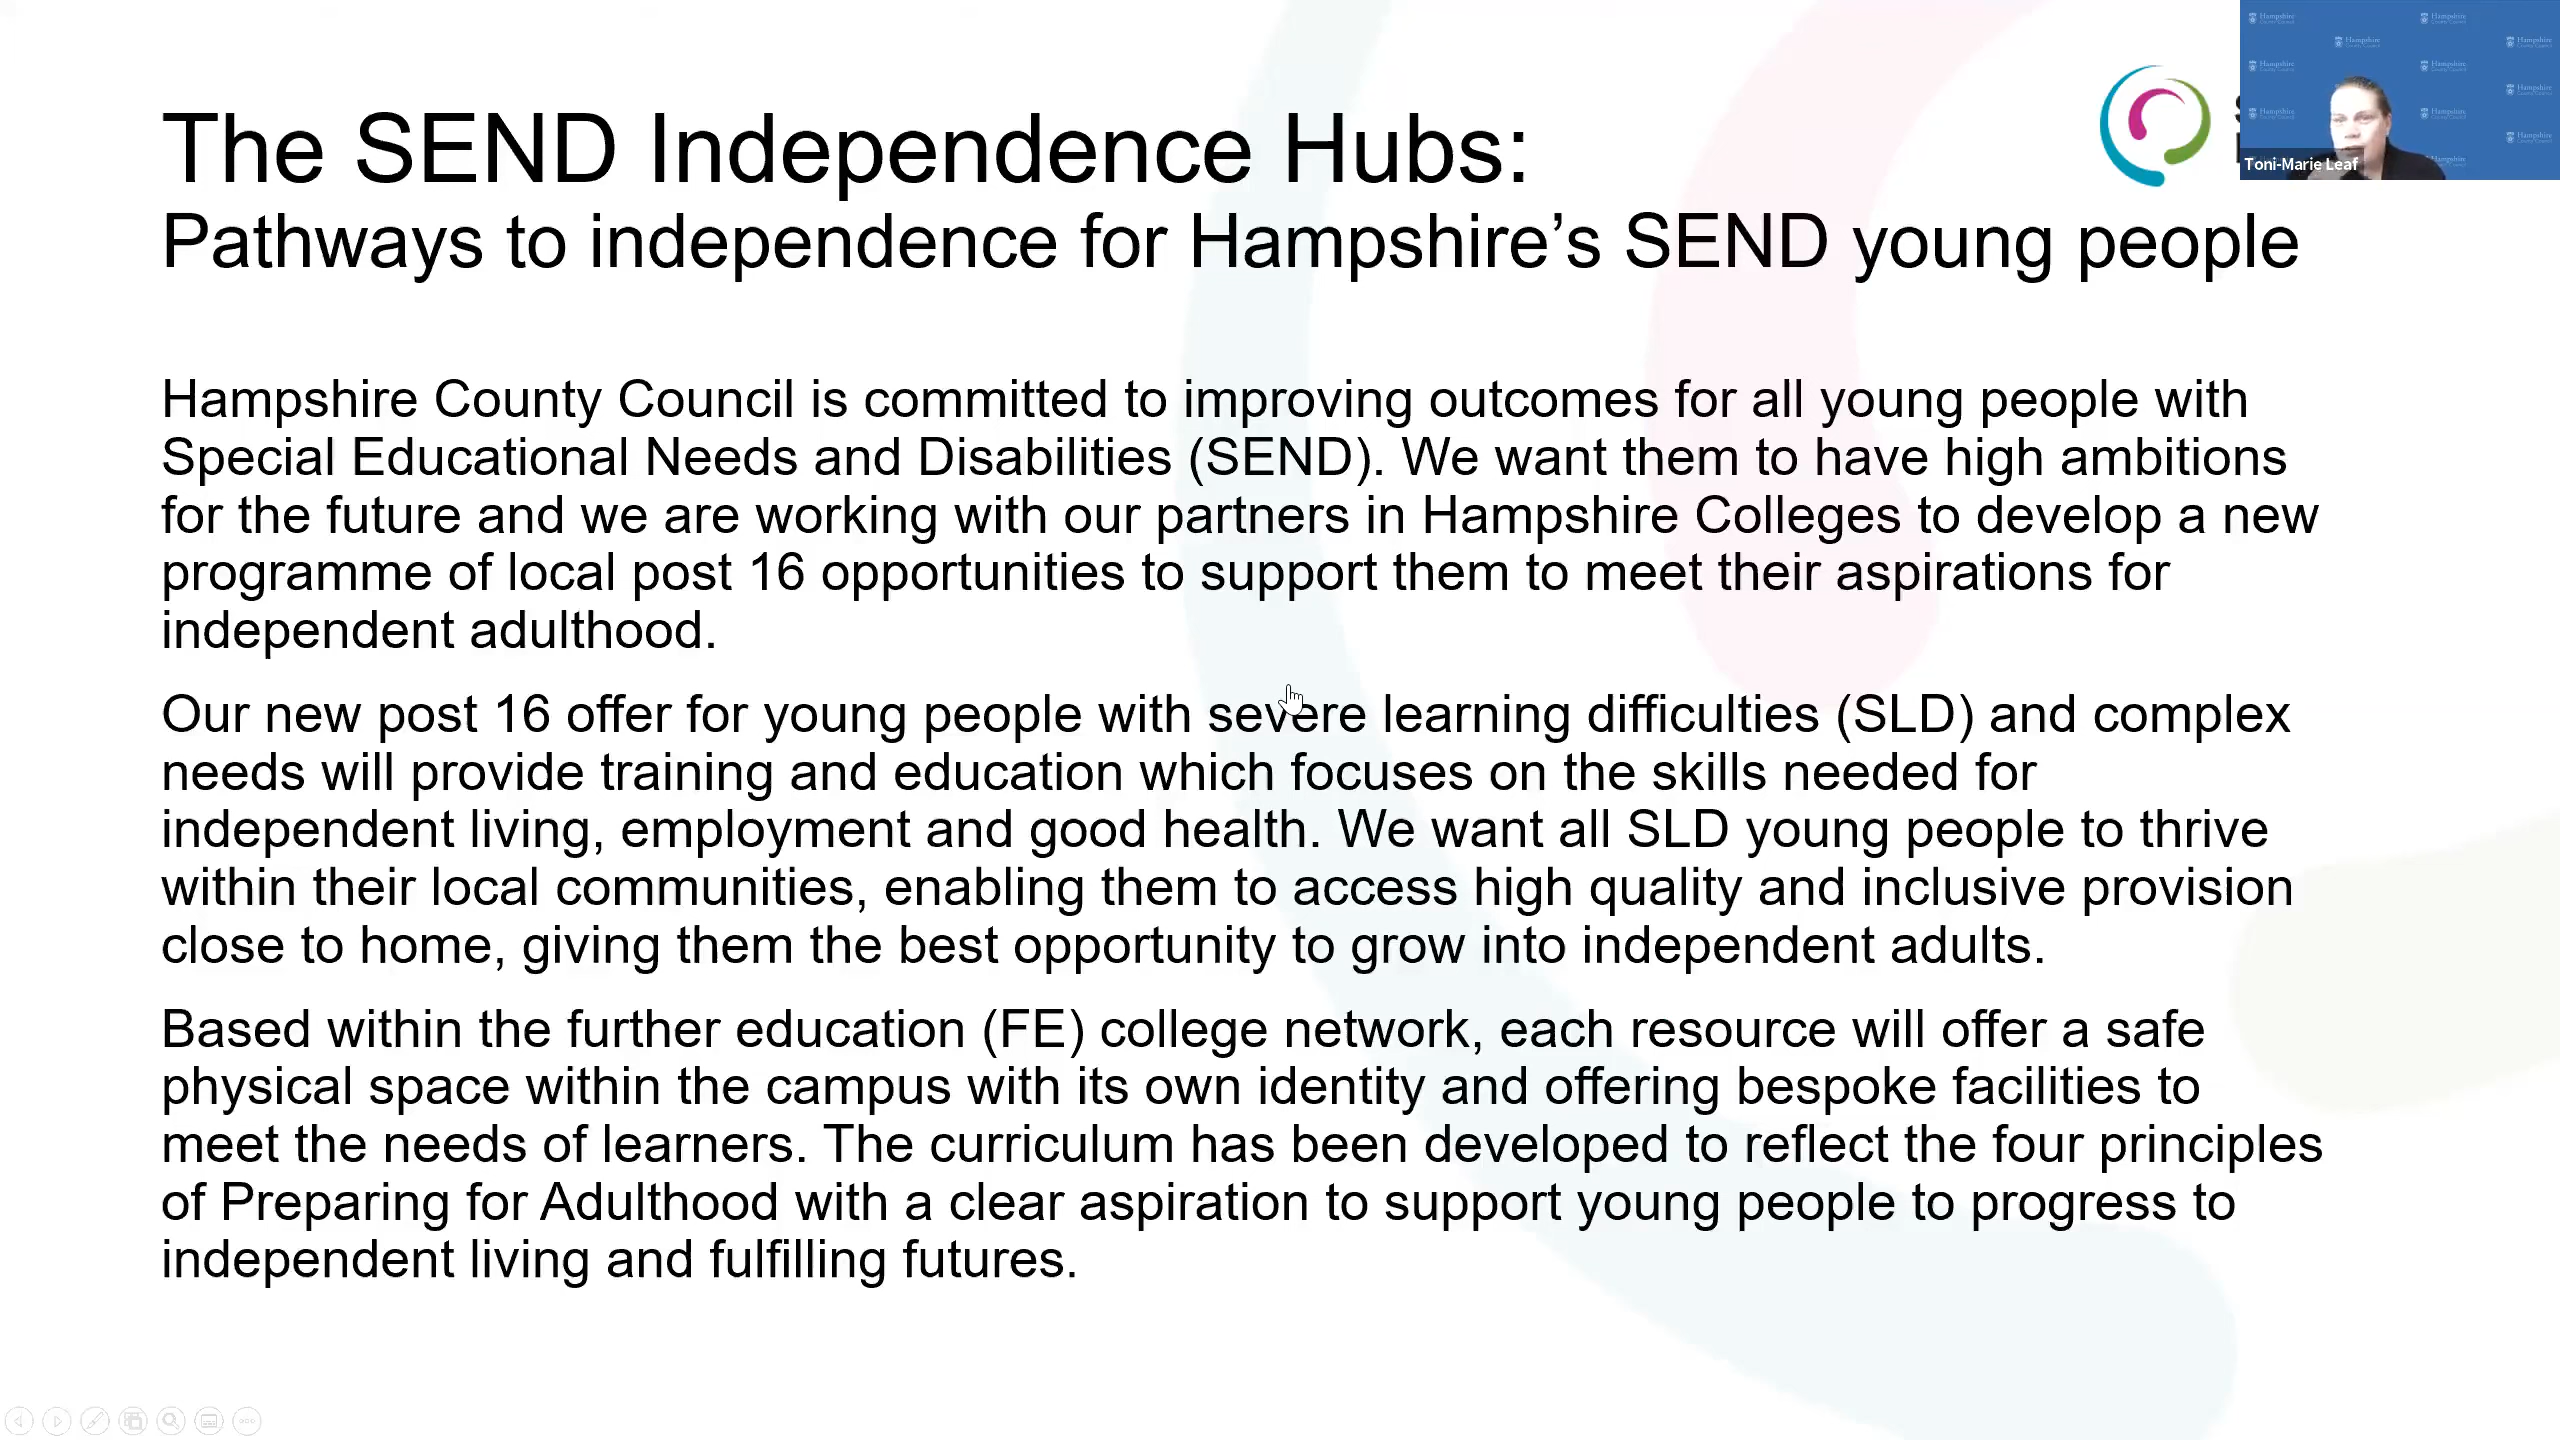 The SEND Independence Hubs:
Pathways to independence for Hampshire’s SEND young people
Hampshire County Council is committed to improving outcomes for all young people with
Special Educational Needs and Disabilities (SEND). We want them to have high ambitions
for the future and we are working with our partners in Hampshire Colleges to develop a new
programme of local post 16 opportunities to support them to meet their aspirations for
independent adulthood.
Our new post 16 offer for young people with severe learning difficulties (SLD) and complex
needs will provide training and education which focuses on the skills needed for
independent living, employment and good health. We want all SLD young people to thrive
within their local communities, enabling them to access high quality and inclusive provision
close to home, giving them the best opportunity to grow into independent adults.
Based within the further education (FE) college network, each resource will offer a safe
physical space within the campus with its own identity and offering bespoke facilities to
meet the needs of learners. The curriculum has been developed to reflect the four principles
of Preparing for Adulthood with a clear aspiration to support young people to progress to
independent living and fulfilling futures.
Toni-Marie Leaf
Hampshire
Hampshire
Hampshire
Hampshire
Hampshire
Hampshire
Hampshire
Hampshire
Hampshire
Hampshire